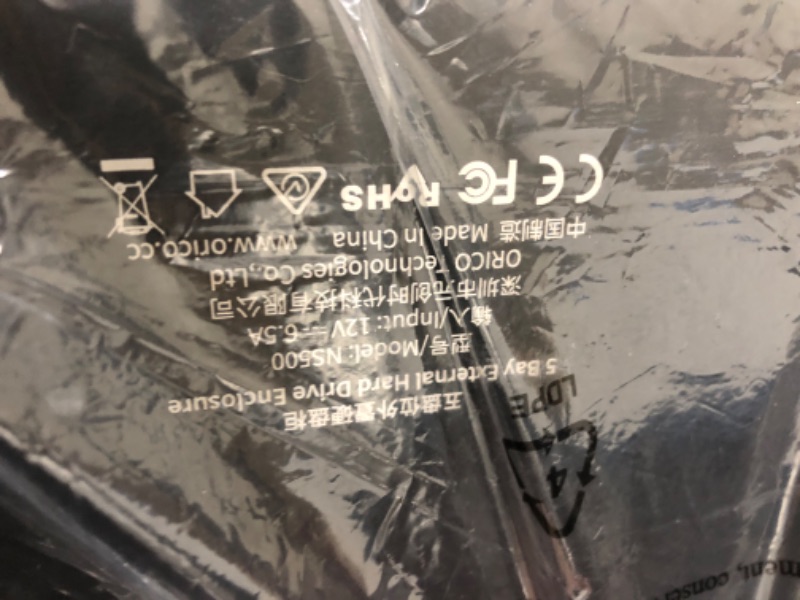 五盘位外置硬盘柜
5 Bay External Hard Drive Enclosure
型号/Model: NS500
输入/Input: 12V⎓6.5A
深圳市元创时代科技有限公司
ORICO Technologies Co.,Ltd
中国制造 Made In China www.orico.cc
CE FC RoHS
4
LDPE